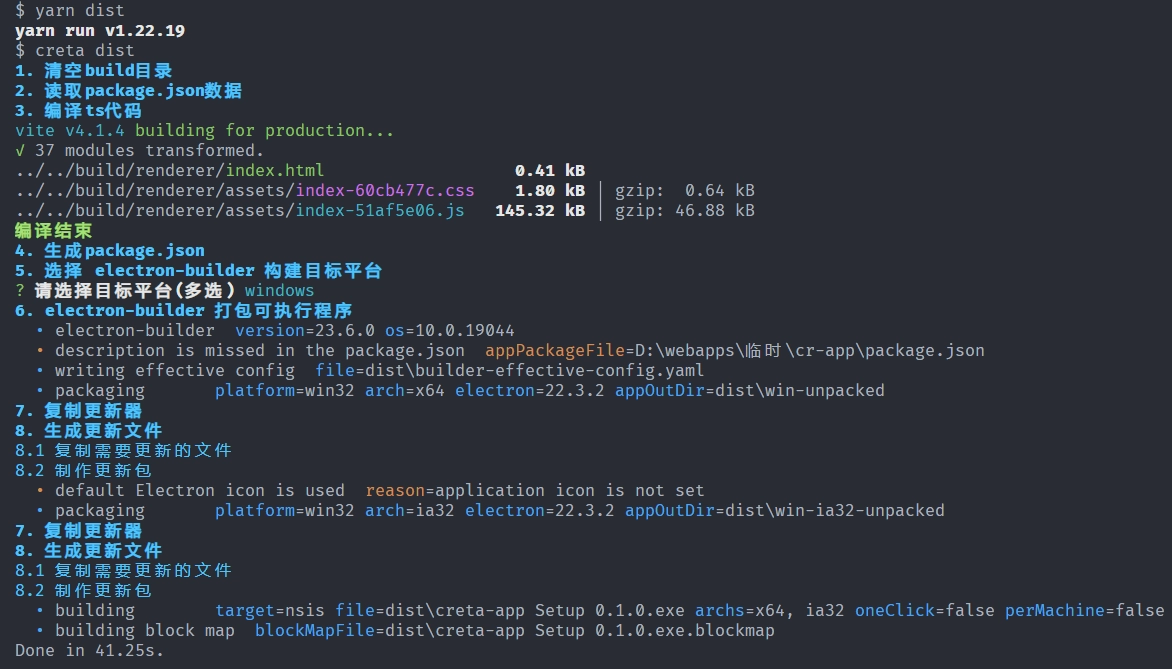 $ yarn dist
yarn run v1.22.19
$ creta dist
1. 清空build目录
2. 读取package.json数据
3. 编译ts代码
vite v4.1.4 building for production...
√ 37 modules transformed.
../../build/renderer/index.html 0.41 kB
../../build/renderer/assets/index-60cb477c.css 1.80 kB │ gzip: 0.64 kB
../../build/renderer/assets/index-51af5e06.js 145.32 kB │ gzip: 46.88 kB
编译结束
4. 生成package.json
5. 选择 electron-builder 构建目标平台
? 请选择目标平台(多选) windows
6. electron-builder 打包可执行程序
• electron-builder version=23.6.0 os=10.0.19044
• description is missed in the package.json appPackageFile=D:\webapps\临时\cr-app\package.json
• writing effective config file=dist\builder-effective-config.yaml
• packaging platform=win32 arch=x64 electron=22.3.2 appOutDir=dist\win-unpacked
7. 复制更新器
8. 生成更新文件
8.1 复制需要更新的文件
8.2 制作更新包
• default Electron icon is used reason=application icon is not set
• packaging platform=win32 arch=ia32 electron=22.3.2 appOutDir=dist\win-ia32-unpacked
7. 复制更新器
8. 生成更新文件
8.1 复制需要更新的文件
8.2 制作更新包
• building target=nsis file=dist\creta-app Setup 0.1.0.exe archs=x64, ia32 oneClick=false perMachine=false
• building block map blockMapFile=dist\creta-app Setup 0.1.0.exe.blockmap
Done in 41.25s.